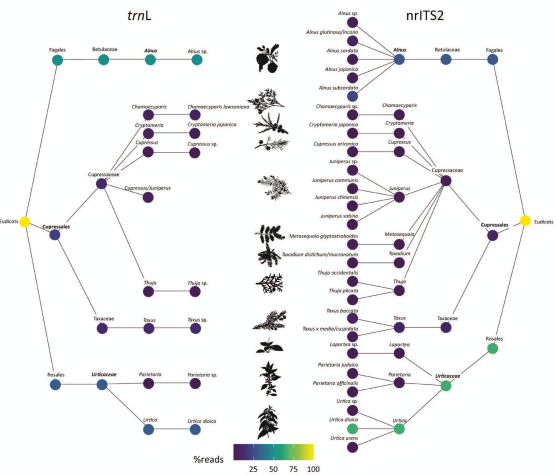 trnL
nrITS2
Fagales
Betulaceae
Alnus
Alnus sp.
Chamaecyparis
Chamaecyparis lawsoniana
Cryptomeria
Cryptomeria japonica
Cupressus
Cupressus sp.
Cupressaceae
Cupressus/Juniperus
Eudicots
Cupressales
Thuja
Thuja sp.
Taxaceae
Taxus
Taxus sp.
Rosales
Urticaceae
Parietaria
Parietaria sp.
Urtica
Urtica dioica
Alnus sp.
Alnus glutinosa/incana
Alnus cordata
Alnus japonica
Alnus subcordata
Alnus
Betulaceae
Fagales
Chamaecyparis sp.
Chamaecyparis
Cryptomeria japonica
Cryptomeria
Cupressus arizonica
Cupressus
Juniperus sp.
Juniperus communis
Juniperus chinensis
Juniperus sabina
Juniperus
Cupressaceae
Metasequoia glyptostroboides
Metasequoia
Taxodium distichum/mucronatum
Taxodium
Thuja occidentalis
Thuja plicata
Thuja
Cupressales
Eudicots
Taxus baccata
Taxus x media/cuspidata
Taxus
Taxaceae
Laportea sp.
Laportea
Rosales
Parietaria judaica
Parietaria officinalis
Parietaria
Urticaceae
Urtica sp.
Urtica dioica
Urtica urens
Urtica
%reads
25 50 75 100